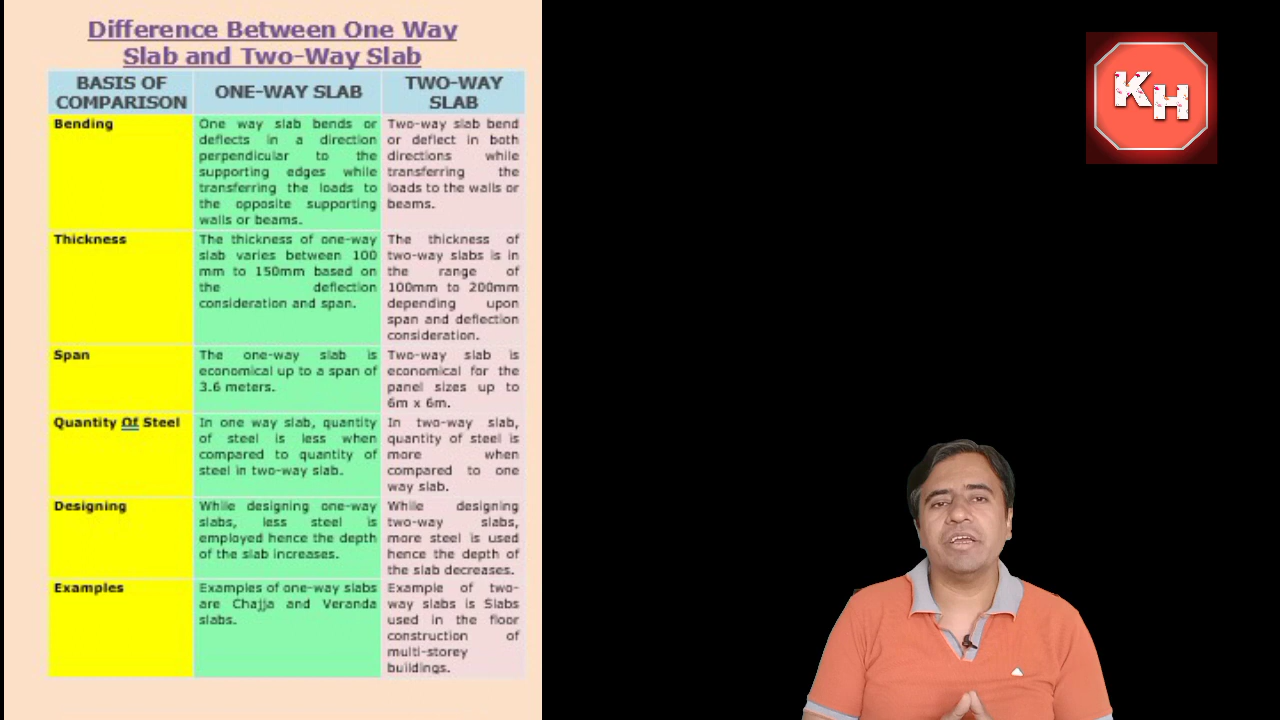 Difference Between One Way
Slab and Two-Way Slab
BASIS OF
COMPARISON
ONE-WAY SLAB
TWO-WAY
SLAB
Bending
One way slab bends or
deflects in a direction
perpendicular to the
supporting edges while
transferring the loads to
the opposite supporting
walls or beams.
Two-way slab bend
or deflect in both
directions while
transferring the
loads to the walls or
beams.
Thickness
The thickness of one-way
slab varies between 100
mm to 150mm based on
the deflection
consideration and span.
The thickness of
two-way slabs is in
the range of
100mm to 200mm
depending upon
span and deflection
consideration.
Span
The one-way slab is
economical up to a span of
3.6 meters.
Two-way slab is
economical for the
panel sizes up to
6m x 6m.
Quantity Of Steel
In one way slab, quantity
of steel is less when
compared to quantity of
steel in two-way slab.
In two-way slab,
quantity of steel is
more when
compared to one
way slab.
Designing
While designing one-way
slabs, less steel is
employed hence the depth
of the slab increases.
While designing
two-way slabs,
more steel is used
hence the depth of
the slab decreases.
Examples
Examples of one-way slabs
are Chajja and Veranda
slabs.
Example of two-
way slabs is Slabs
used in the floor
construction of
multi-storey
buildings.
KH